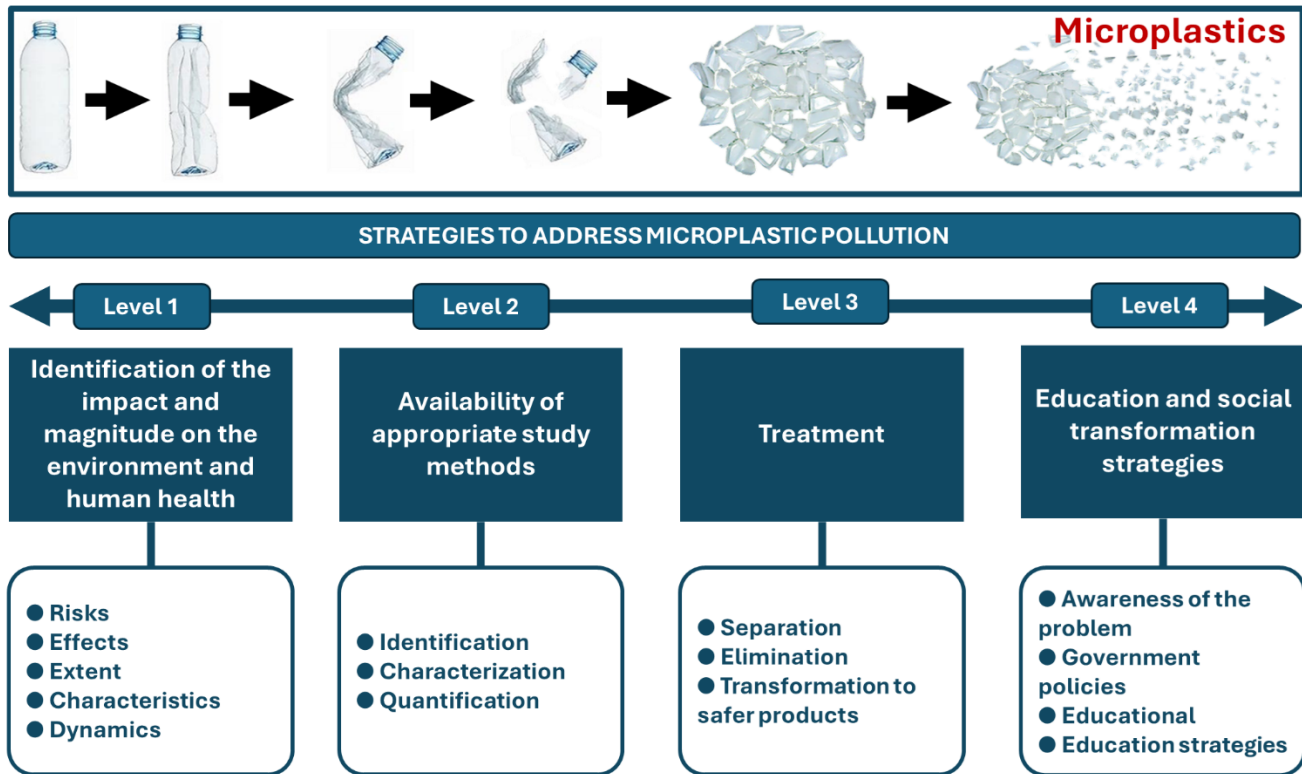 Microplastics
STRATEGIES TO ADDRESS MICROPLASTIC POLLUTION
Level 1
Level 2
Level 3
Level 4
Identification of the
impact and
magnitude on the
environment and
human health
Availability of
appropriate study
methods
Treatment
Education and social
transformation
strategies
● Risks
● Effects
● Extent
● Characteristics
● Dynamics
● Identification
● Characterization
● Quantification
● Separation
● Elimination
● Transformation to
safer products
● Awareness of the
problem
● Government
policies
● Educational
● Education strategies